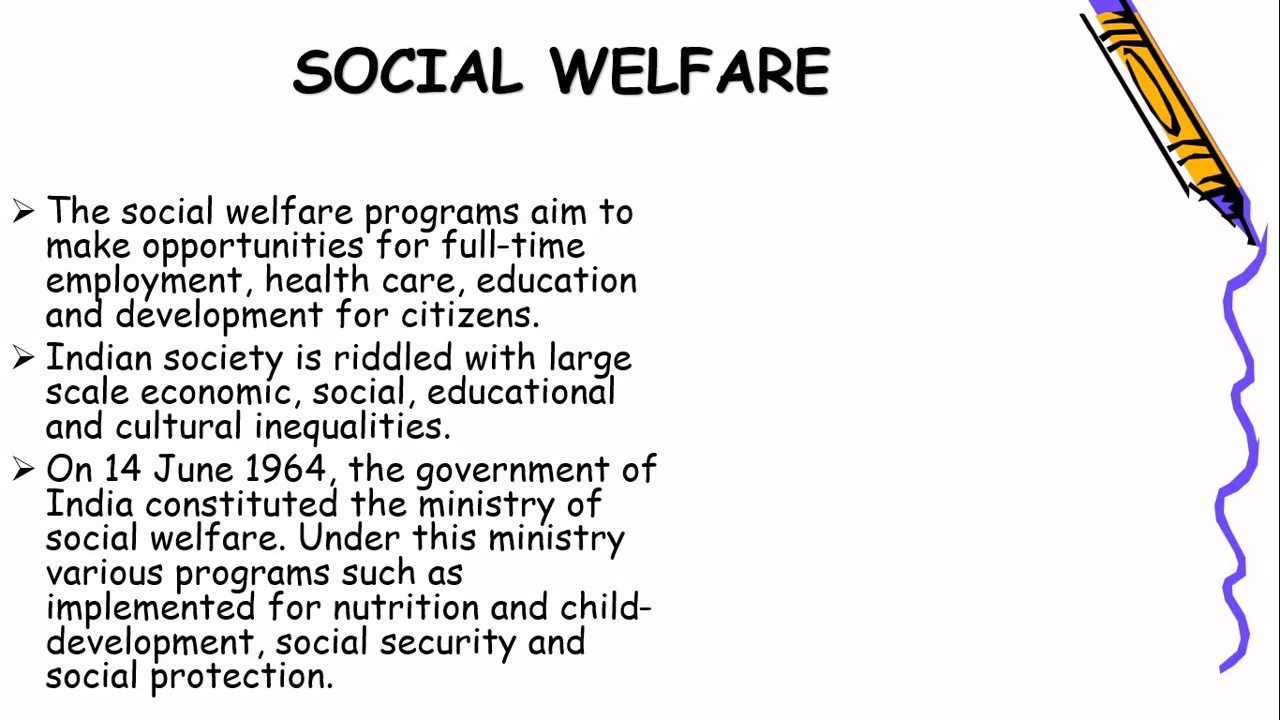 SOCIAL WELFARE
➢ The social welfare programs aim to
make opportunities for full-time
employment, health care, education
and development for citizens.
➢ Indian society is riddled with large
scale economic, social, educational
and cultural inequalities.
➢ On 14 June 1964, the government of
India constituted the ministry of
social welfare. Under this ministry
various programs such as
implemented for nutrition and child-
development, social security and
social protection.